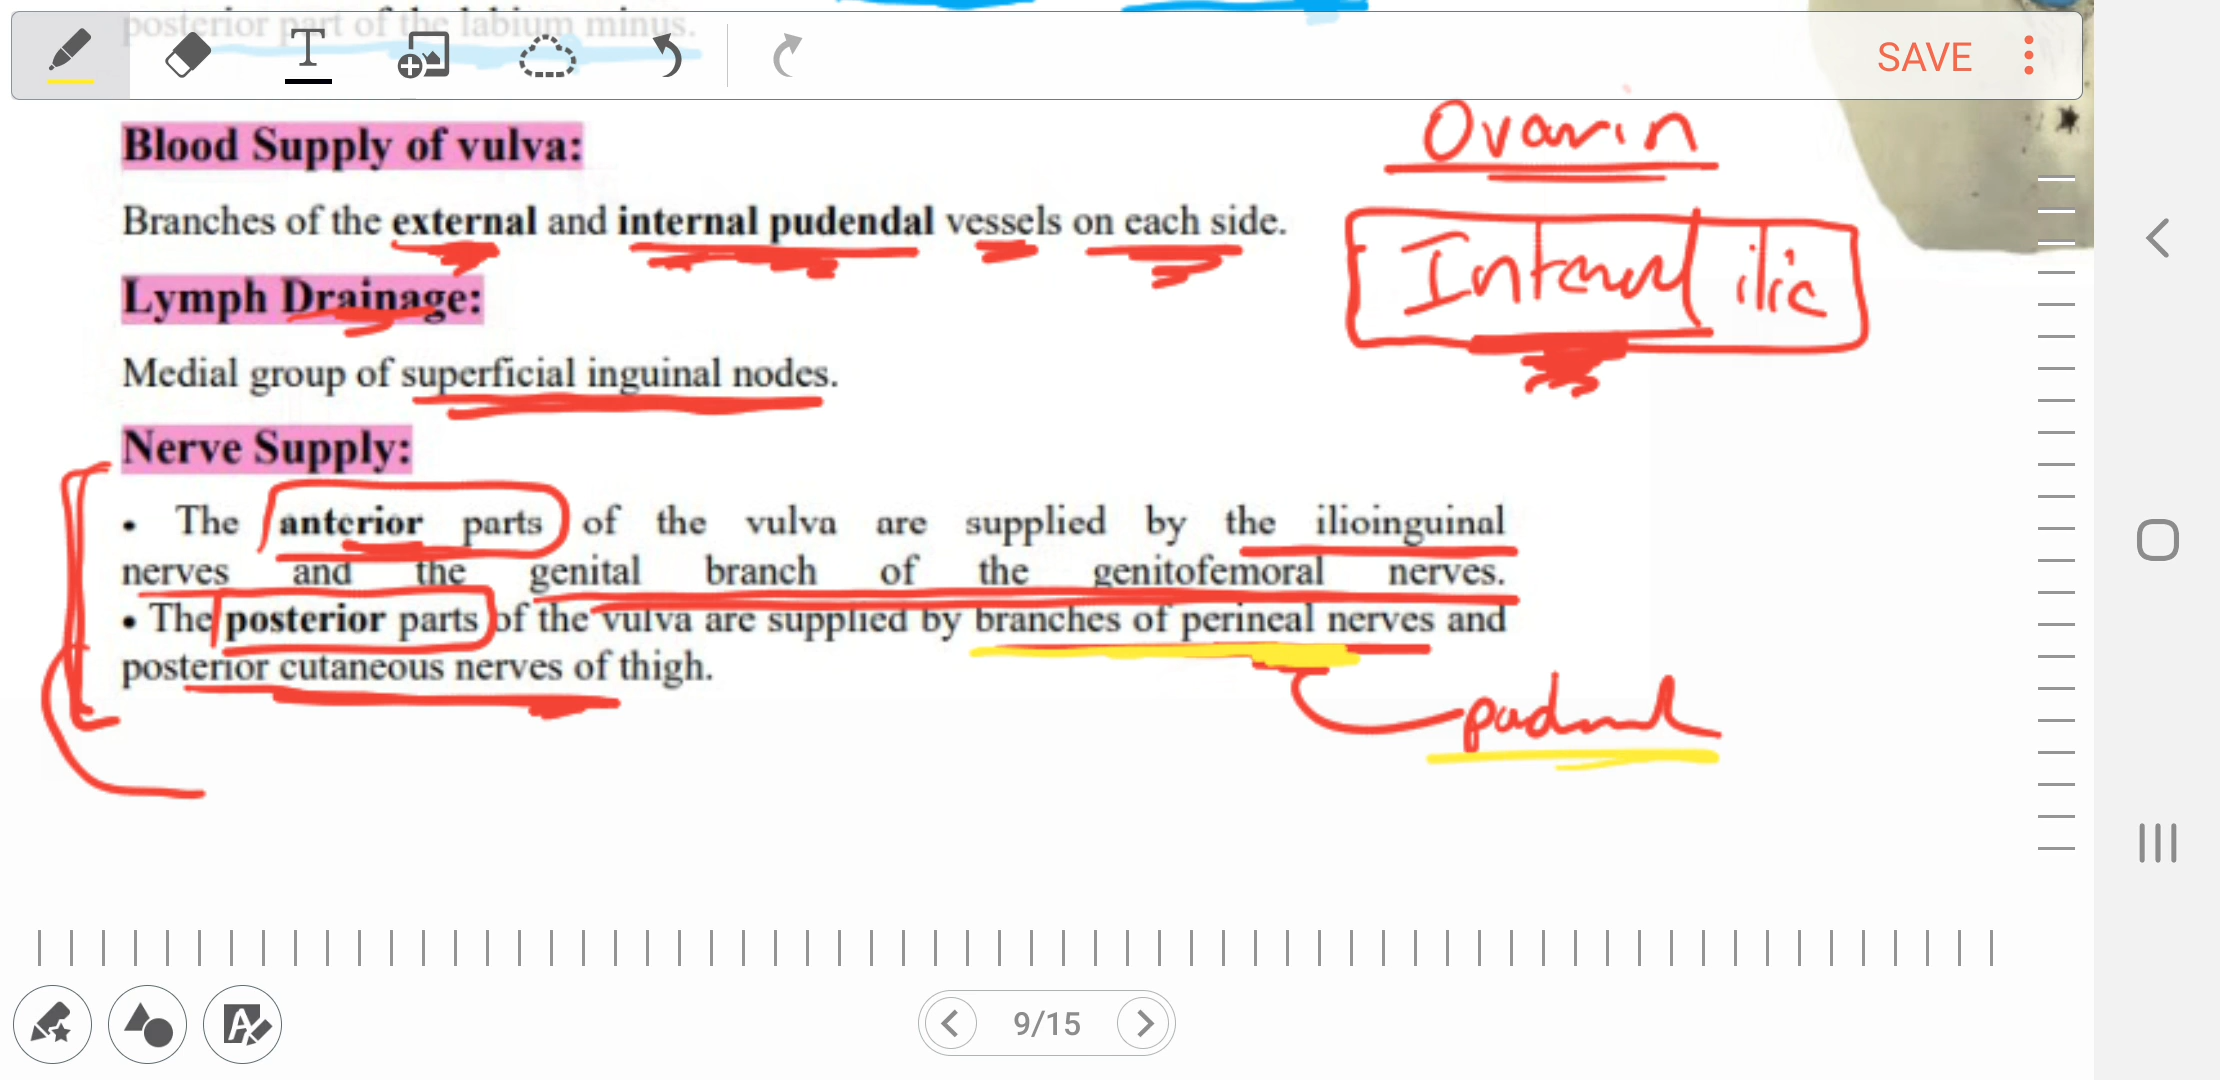 posterior part of the labium minus.
T
SAVE
Blood Supply of vulva:
Ovarin
Branches of the external and internal pudendal vessels on each side.
Internal ilic
Lymph Drainage:
Medial group of superficial inguinal nodes.
Nerve Supply:
• The anterior parts of the vulva are supplied by the ilioinguinal
nerves and the genital branch of the genitofemoral nerves.
• The posterior parts of the vulva are supplied by branches of perineal nerves and
posterior cutaneous nerves of thigh.
pudnel
9/15